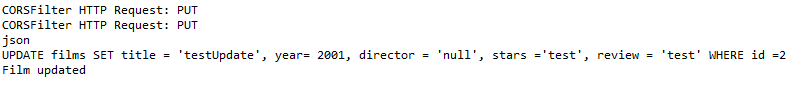 CORSFilter HTTP Request: PUT
CORSFilter HTTP Request: PUT
json
UPDATE films SET title = 'testUpdate', year= 2001, director = 'null', stars ='test', review = 'test' WHERE id =2
Film updated